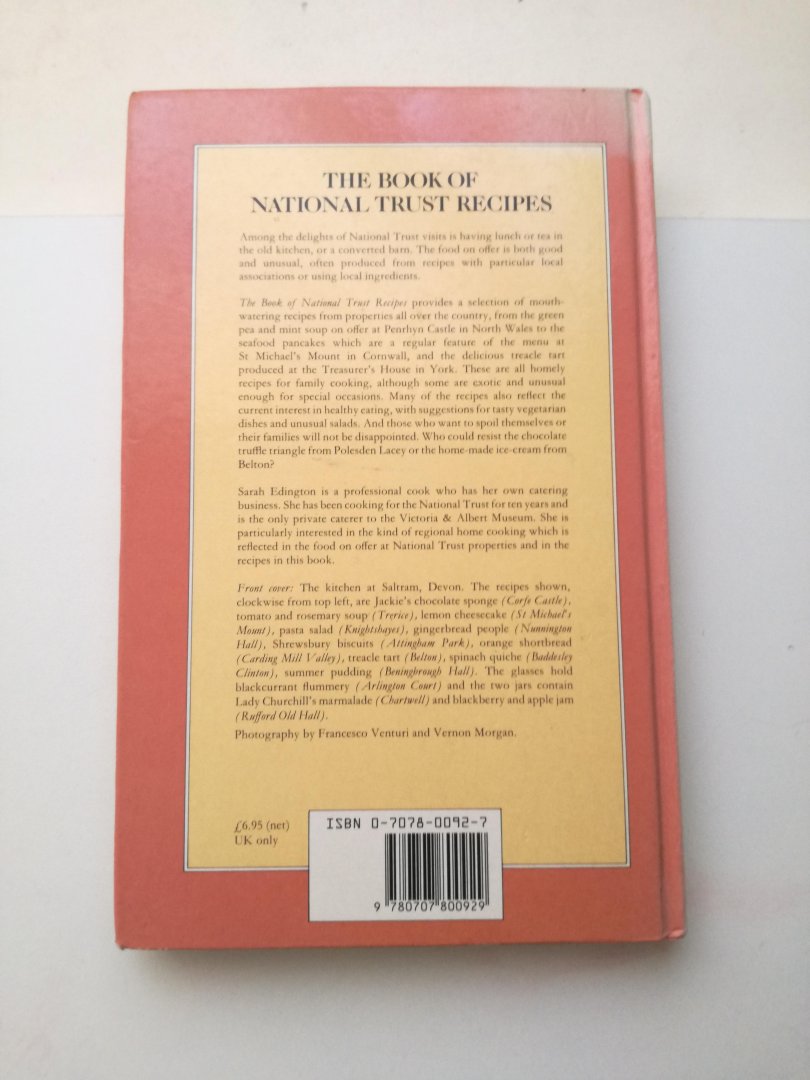 THE BOOK OF
NATIONAL TRUST RECIPES
Among the delights of National Trust visits is having lunch or tea in
the old kitchen, or a converted barn. The food on offer is both good
and unusual, often produced from recipes with particular local
associations or using local ingredients.
The Book of National Trust Recipes provides a selection of mouth-
watering recipes from properties all over the country, from the green
pea and mint soup on offer at Penrhyn Castle in North Wales to the
seafood pancakes which are a regular feature of the menu at
St Michael's Mount in Cornwall, and the delicious treacle tart
produced at the Treasurer's House in York. These are all homely
recipes for family cooking, although some are exotic and unusual
enough for special occasions. Many of the recipes also reflect the
current interest in healthy eating, with suggestions for tasty vegetarian
dishes and unusual salads. And those who want to spoil themselves or
their families will not be disappointed. Who could resist the chocolate
truffle triangle from Polesden Lacey or the home-made ice-cream from
Belton?
Sarah Edington is a professional cook who has her own catering
business. She has been cooking for the National Trust for ten years and
is the only private caterer to the Victoria & Albert Museum. She is
particularly interested in the kind of regional home cooking which is
reflected in the food on offer at National Trust properties and in the
recipes in this book.
Front cover: The kitchen at Saltram, Devon. The recipes shown,
clockwise from top left, are Jackie's chocolate sponge (Corfe Castle),
tomato and rosemary soup (Trerice), lemon cheesecake (St Michael's
Mount), pasta salad (Knightshayes), gingerbread people (Nunnington
Hall), Shrewsbury biscuits (Attingham Park), orange shortbread
(Carding Mill Valley), treacle tart (Belton), spinach quiche (Baddesley
Clinton), summer pudding (Beningbrough Hall). The glasses hold
blackcurrant flummery (Arlington Court) and the two jars contain
Lady Churchill's marmalade (Chartwell) and blackberry and apple jam
(Rufford Old Hall).
Photography by Francesco Venturi and Vernon Morgan.
£6.95 (net)
UK only
ISBN 0-7078-0092-7
9 780707 800929